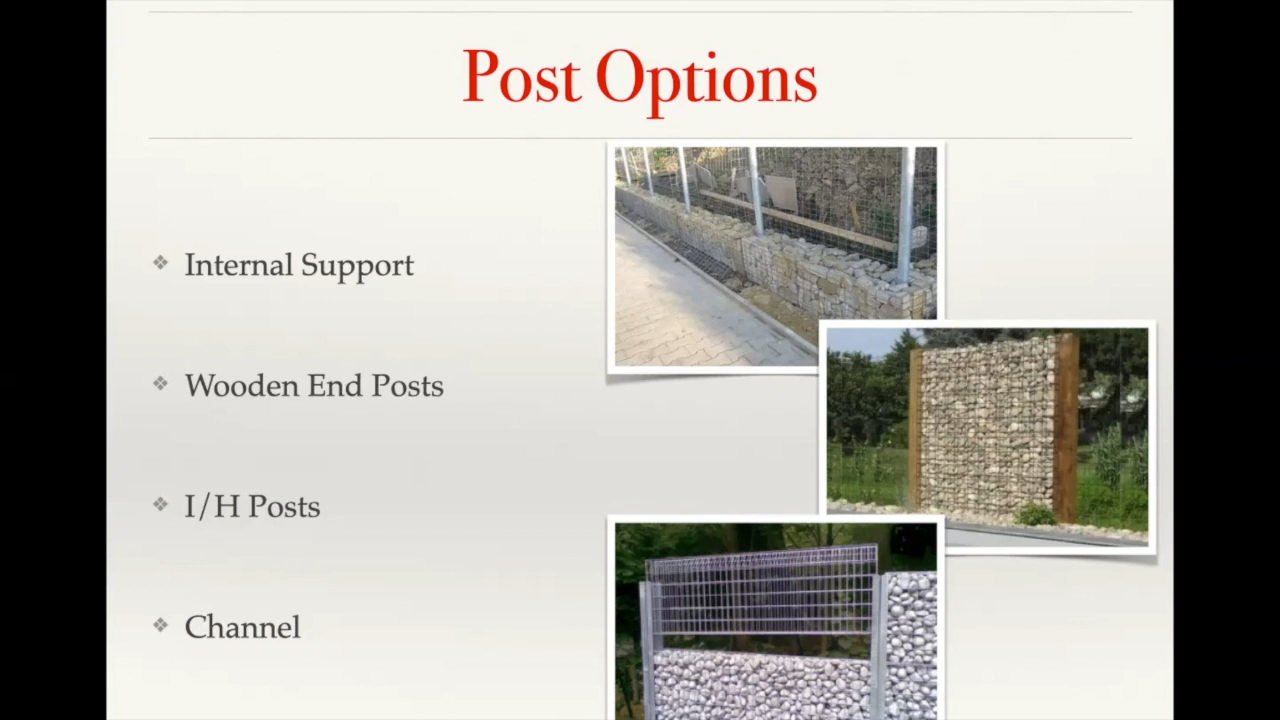 Post Options
Internal Support
Wooden End Posts
I/H Posts
Channel